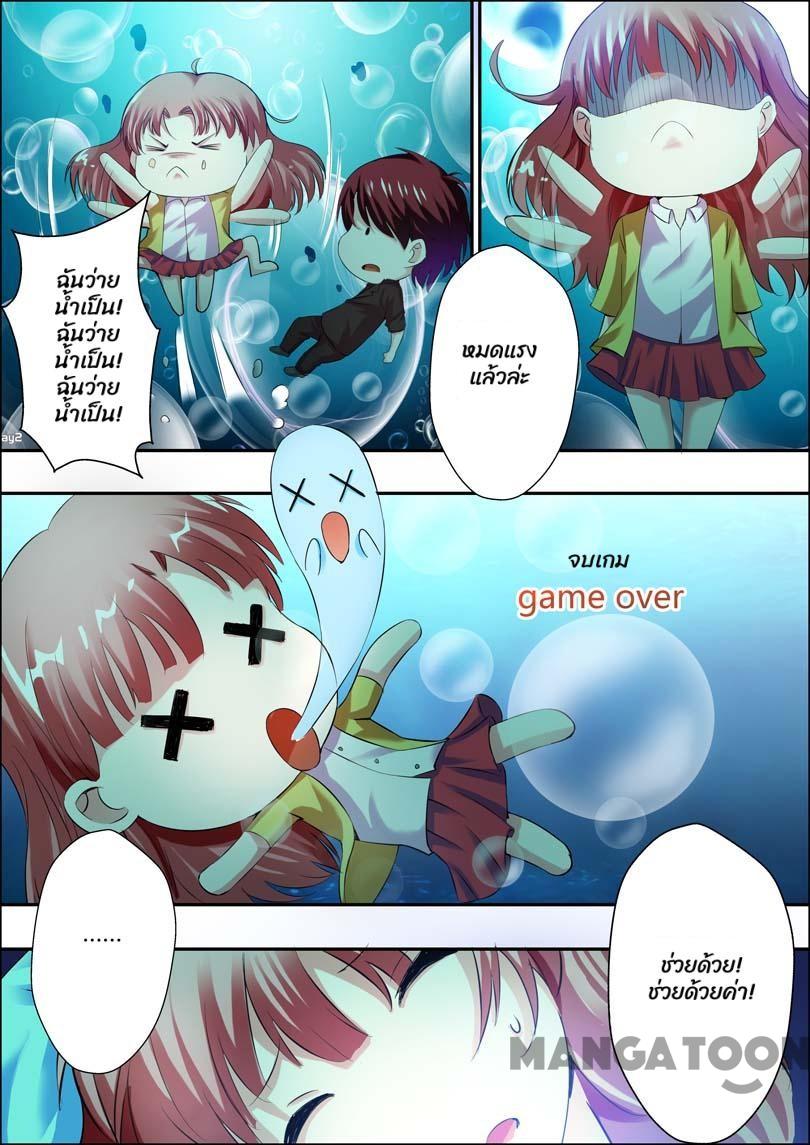 ฉันว่าย
น้ำเป็น!
ฉันว่าย
น้ำเป็น!
ฉันว่าย
น้ำเป็น!
ay2
หมดแรง
แล้วล่ะ
จบเกม
game over
......
ช่วยด้วย!
ช่วยด้วยค่า!
MANGATOON